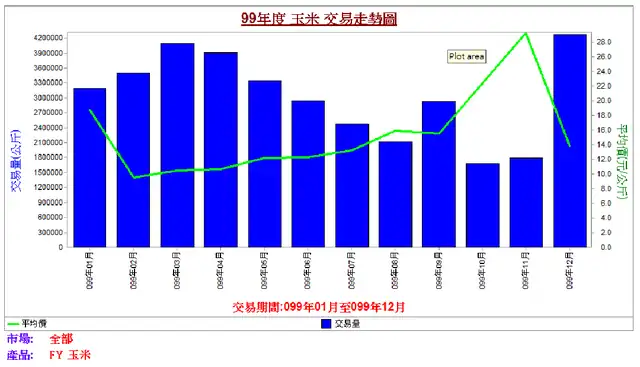 99年度 玉米 交易走勢圖
交易量(公斤)
4200000
3900000
3600000
3300000
3000000
2700000
2400000
2100000
1800000
1500000
1200000
900000
600000
300000
0
Plot area
28.0
26.0
24.0
22.0
20.0
18.0
16.0
14.0
12.0
10.0
8.0
6.0
4.0
2.0
0.0
平均價(元/公斤)
099年01月
099年02月
099年03月
099年04月
099年05月
099年06月
099年07月
099年08月
099年09月
099年10月
099年11月
099年12月
交易期間:099年01月至099年12月
平均價 交易量
市場: 全部
產品: FY 玉米